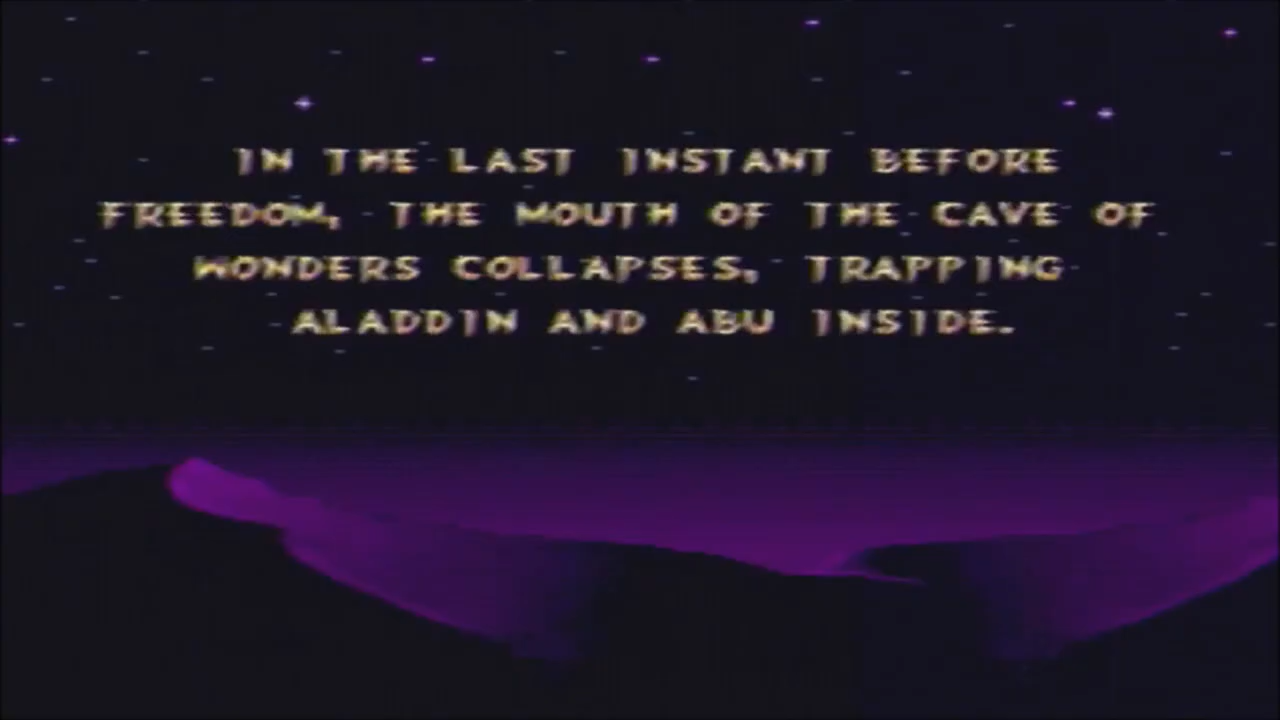 IN THE LAST INSTANT BEFORE
FREEDOM, THE MOUTH OF THE CAVE OF
WONDERS COLLAPSES, TRAPPING
ALADDIN AND ABU INSIDE.